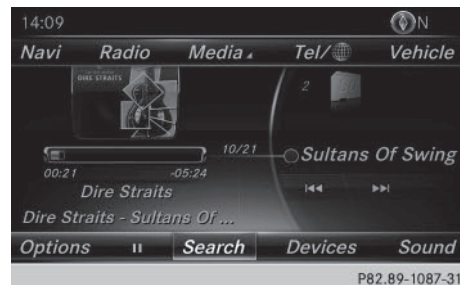 14:09 N
Navi Radio Media Tel/ Vehicle
DIRE STRAITS
2
10/21 Sultans Of Swing
00:21 -05:24
Dire Straits
Dire Straits - Sultans Of ...
Options Search Devices Sound
P82.89-1087-31